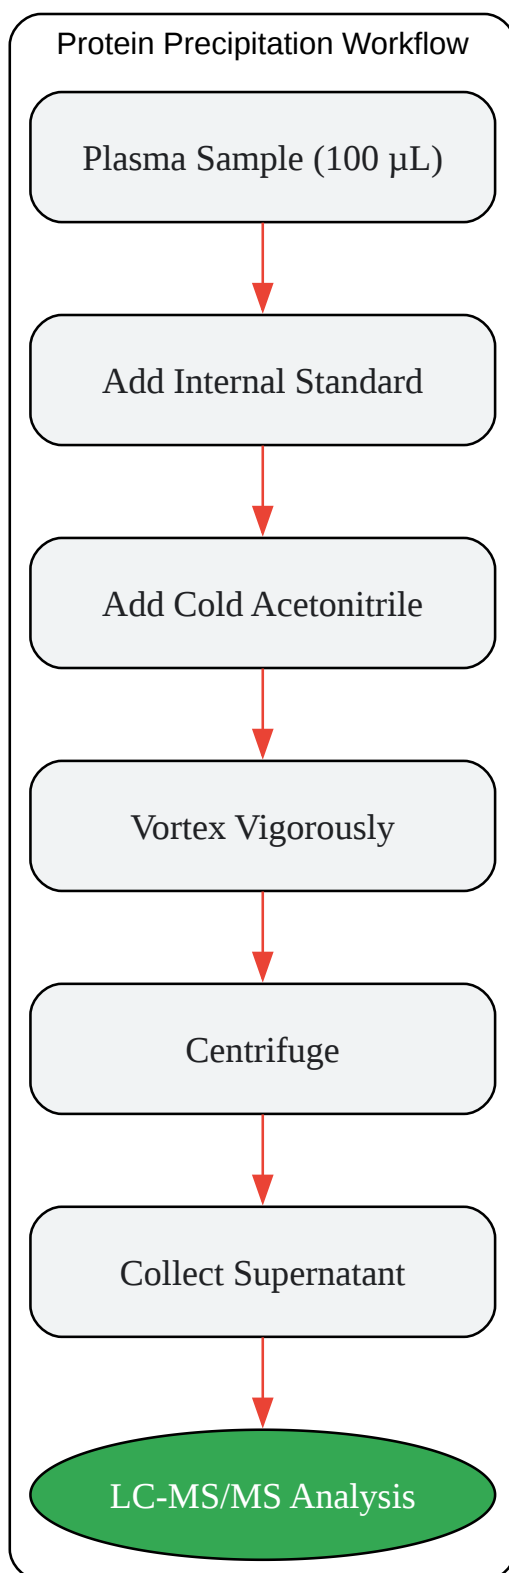 Protein Precipitation Workflow
Plasma Sample (100 µL)
Add Internal Standard
Add Cold Acetonitrile
Vortex Vigorously
Centrifuge
Collect Supernatant
LC-MS/MS Analysis